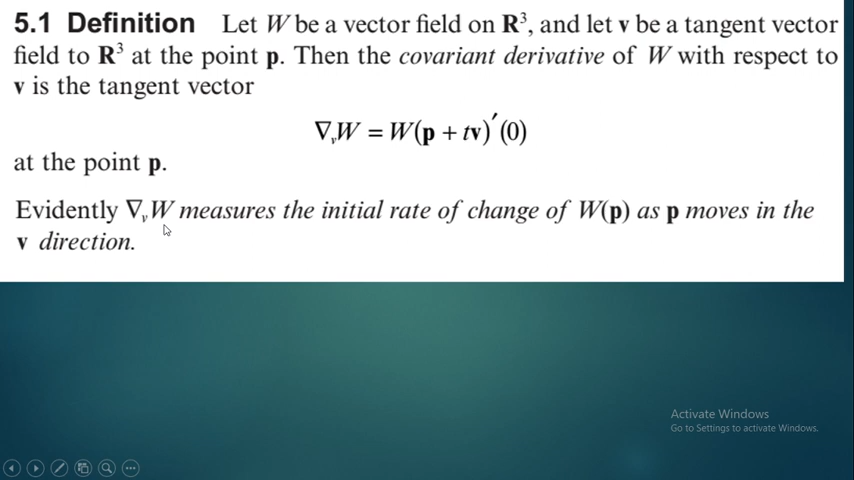 5.1 Definition Let W be a vector field on R³, and let v be a tangent vector
field to R³ at the point p. Then the covariant derivative of W with respect to
v is the tangent vector
∇ᵥW = W(p + tv)′(0)
at the point p.
Evidently ∇ᵥW measures the initial rate of change of W(p) as p moves in the
v direction.
Activate Windows
Go to Settings to activate Windows.